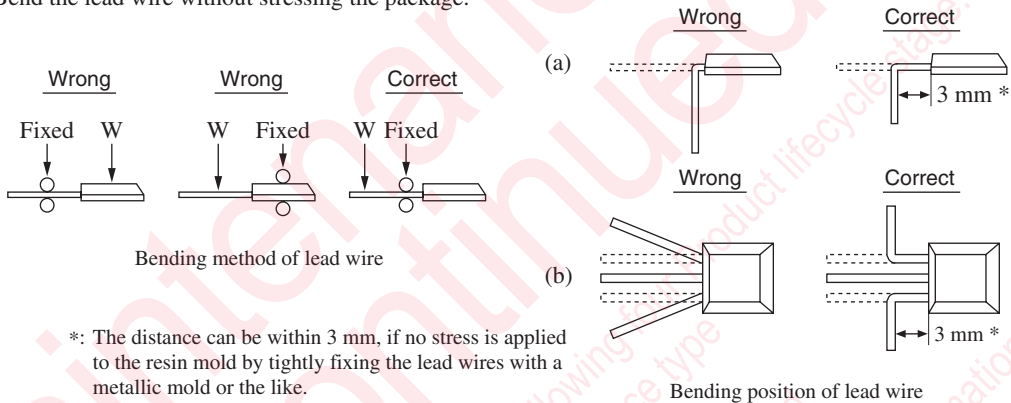 Bend the lead wire without stressing the package.
Wrong
Wrong
Correct
Fixed W
W Fixed
W Fixed
Bending method of lead wire
*: The distance can be within 3 mm, if no stress is applied
to the resin mold by tightly fixing the lead wires with a
metallic mold or the like.
Wrong
Correct
(a)
3 mm *
Wrong
Correct
(b)
3 mm *
Bending position of lead wire
product lifecycle stage.